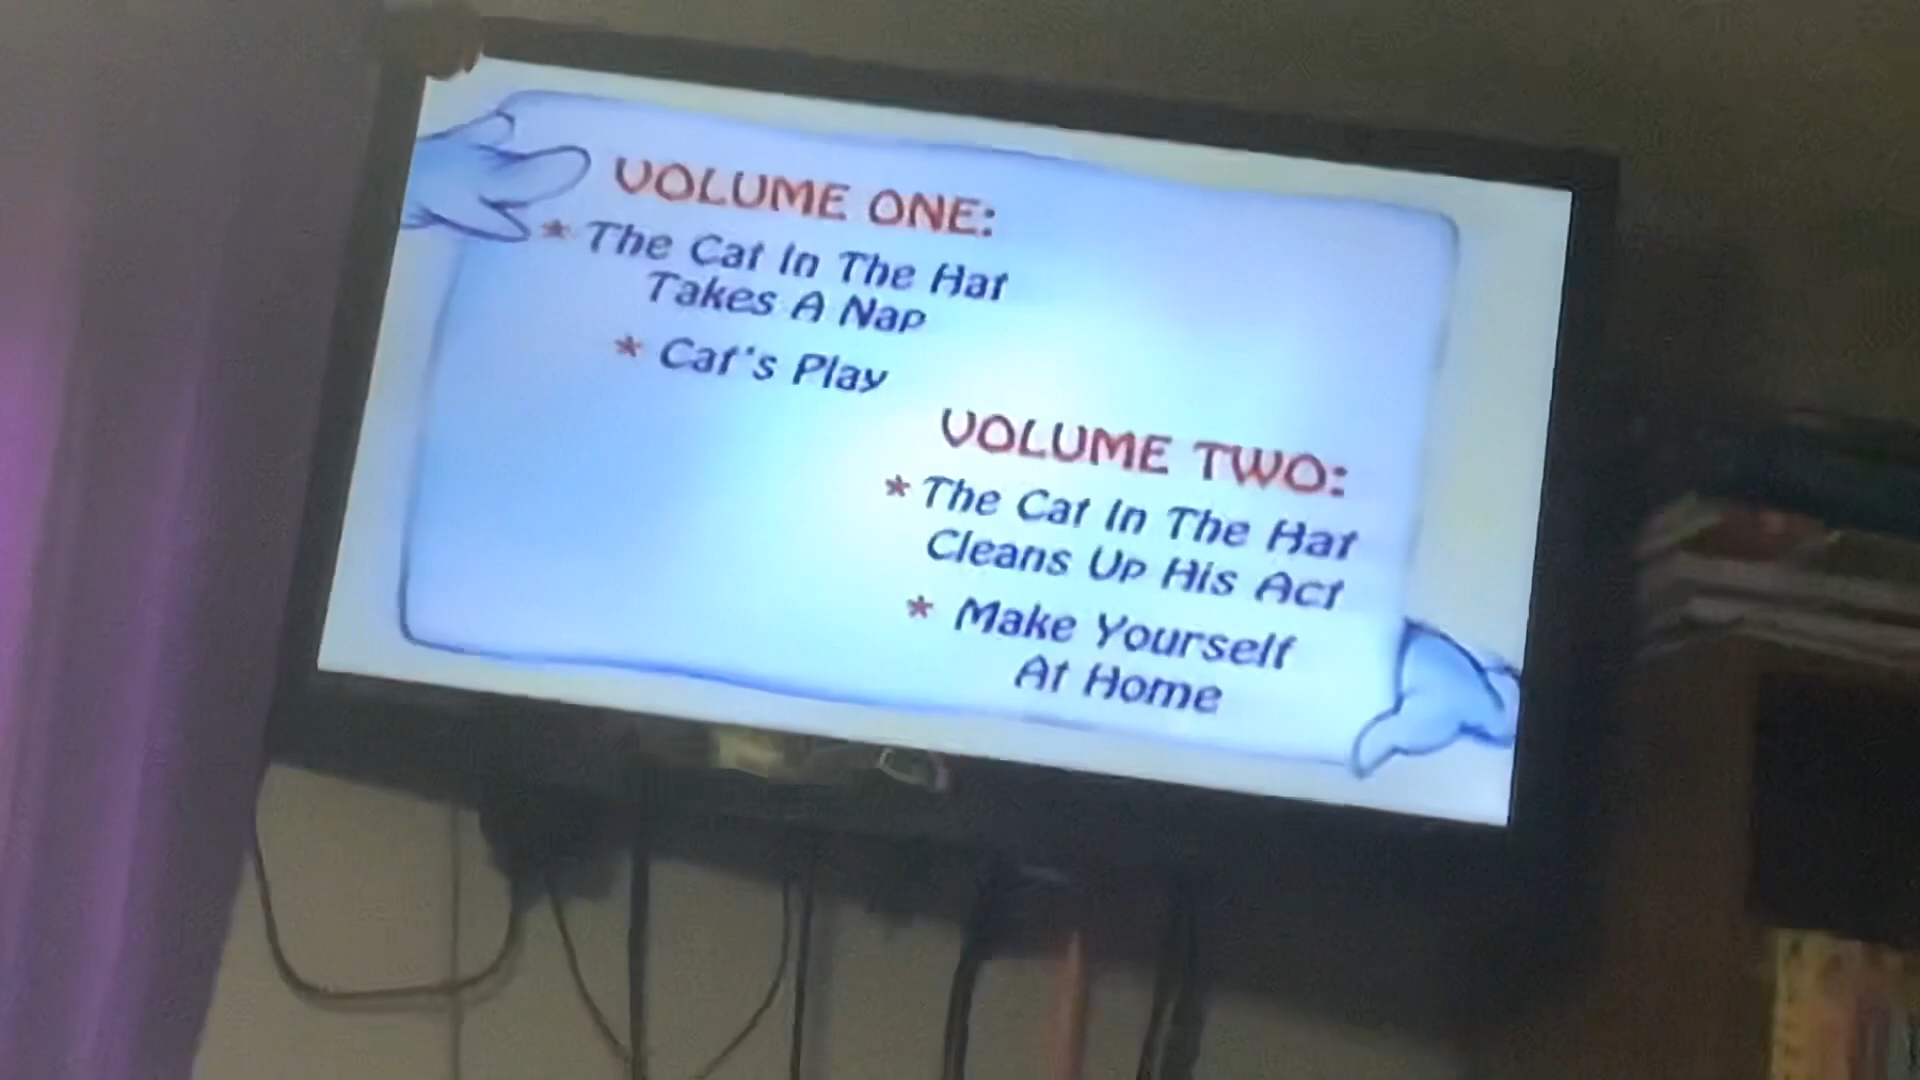 VOLUME ONE:
* The Cat In The Hat
Takes A Nap
* Cat's Play
VOLUME TWO:
* The Cat In The Hat
Cleans Up His Act
* Make Yourself
At Home